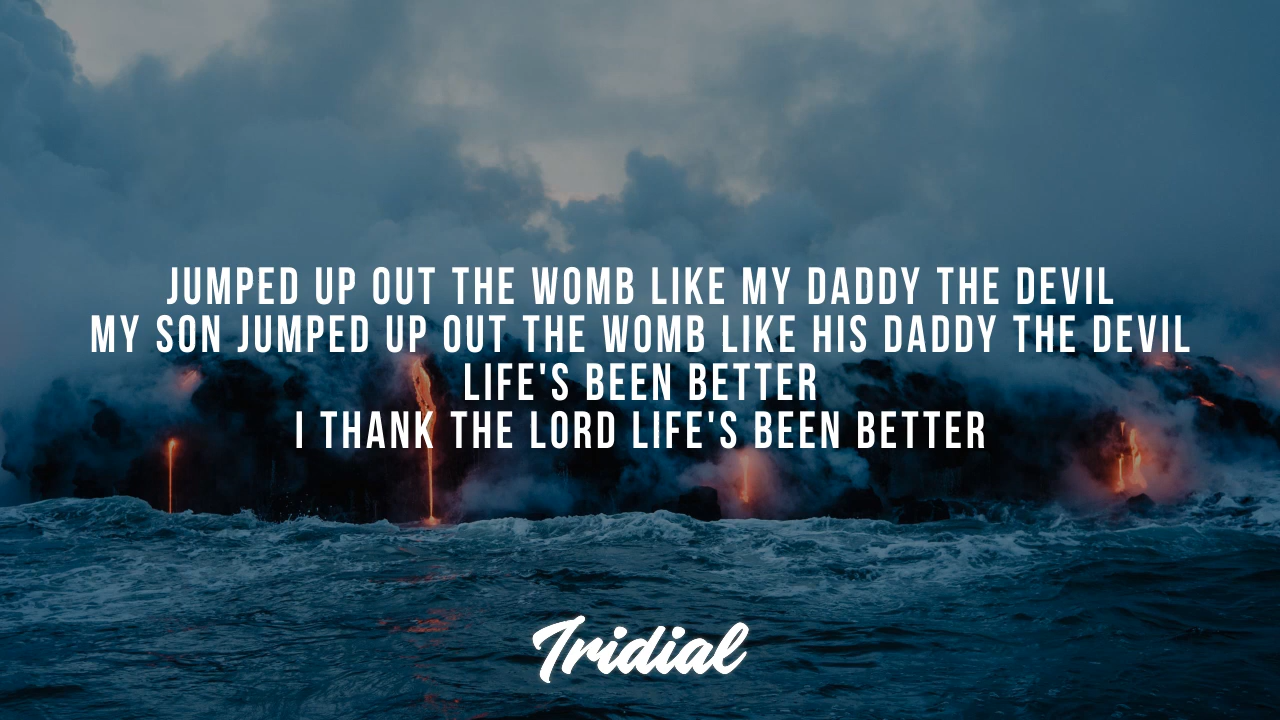 JUMPED UP OUT THE WOMB LIKE MY DADDY THE DEVIL
MY SON JUMPED UP OUT THE WOMB LIKE HIS DADDY THE DEVIL
LIFE'S BEEN BETTER
I THANK THE LORD LIFE'S BEEN BETTER
Iridial